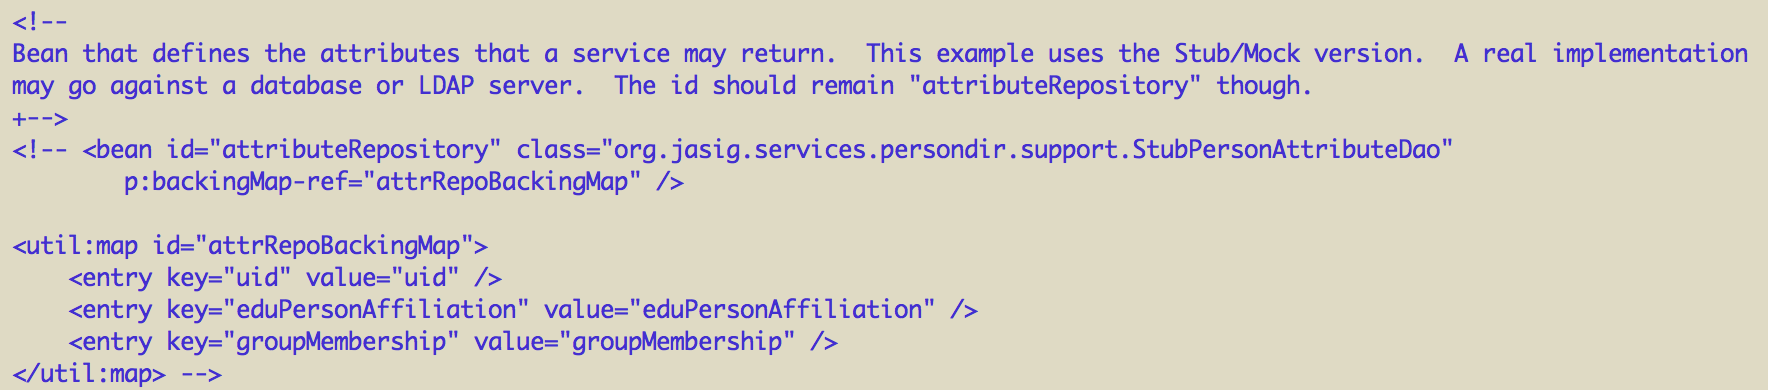 <!--
Bean that defines the attributes that a service may return.  This example uses the Stub/Mock version.  A real implementation
may go against a database or LDAP server.  The id should remain "attributeRepository" though.
+-->
<!-- <bean id="attributeRepository" class="org.jasig.services.persondir.support.StubPersonAttributeDao"
        p:backingMap-ref="attrRepoBackingMap" />

<util:map id="attrRepoBackingMap">
    <entry key="uid" value="uid" />
    <entry key="eduPersonAffiliation" value="eduPersonAffiliation" />
    <entry key="groupMembership" value="groupMembership" />
</util:map> -->